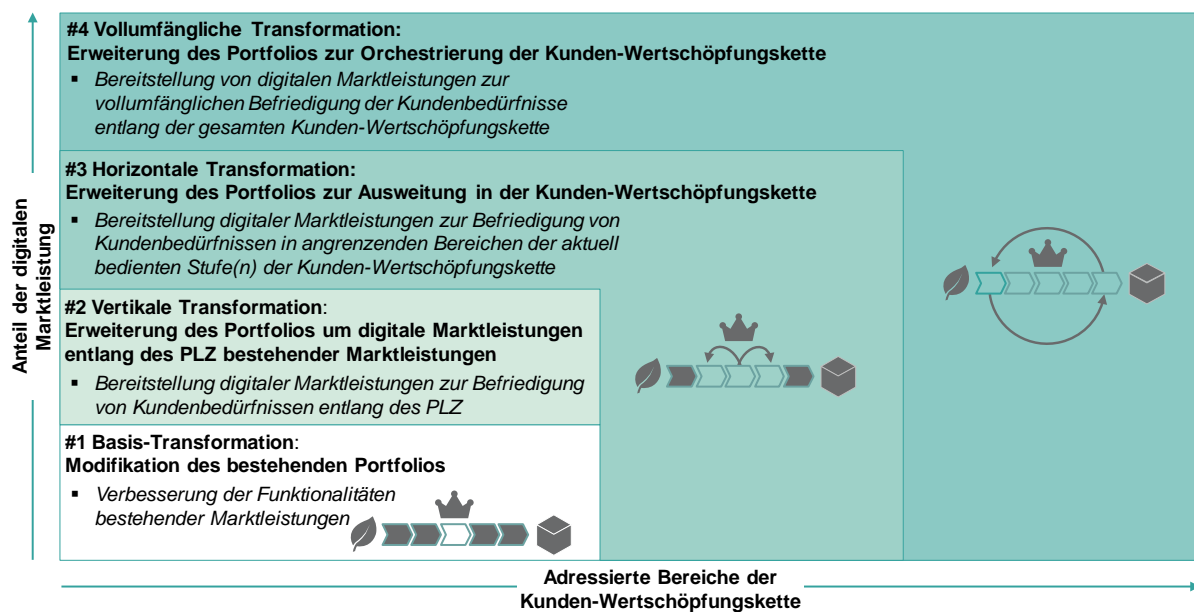 #4 Vollumfängliche Transformation:
Erweiterung des Portfolios zur Orchestrierung der Kunden-Wertschöpfungskette
▪ Bereitstellung von digitalen Marktleistungen zur
vollumfänglichen Befriedigung der Kundenbedürfnisse
entlang der gesamten Kunden-Wertschöpfungskette
#3 Horizontale Transformation:
Erweiterung des Portfolios zur Ausweitung in der Kunden-Wertschöpfungskette
▪ Bereitstellung digitaler Marktleistungen zur Befriedigung von
Kundenbedürfnissen in angrenzenden Bereichen der aktuell
bedienten Stufe(n) der Kunden-Wertschöpfungskette
#2 Vertikale Transformation:
Erweiterung des Portfolios um digitale Marktleistungen
entlang des PLZ bestehender Marktleistungen
▪ Bereitstellung digitaler Marktleistungen zur Befriedigung
von Kundenbedürfnissen entlang des PLZ
#1 Basis-Transformation:
Modifikation des bestehenden Portfolios
▪ Verbesserung der Funktionalitäten
bestehender Marktleistungen
Anteil der digitalen
Marktleistung
Adressierte Bereiche der
Kunden-Wertschöpfungskette